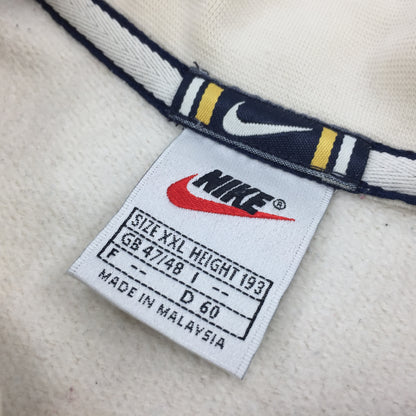 NIKE®
SIZE XXL HEIGHT 193
GB 47/48 I --
F -- D 60
MADE IN MALAYSIA